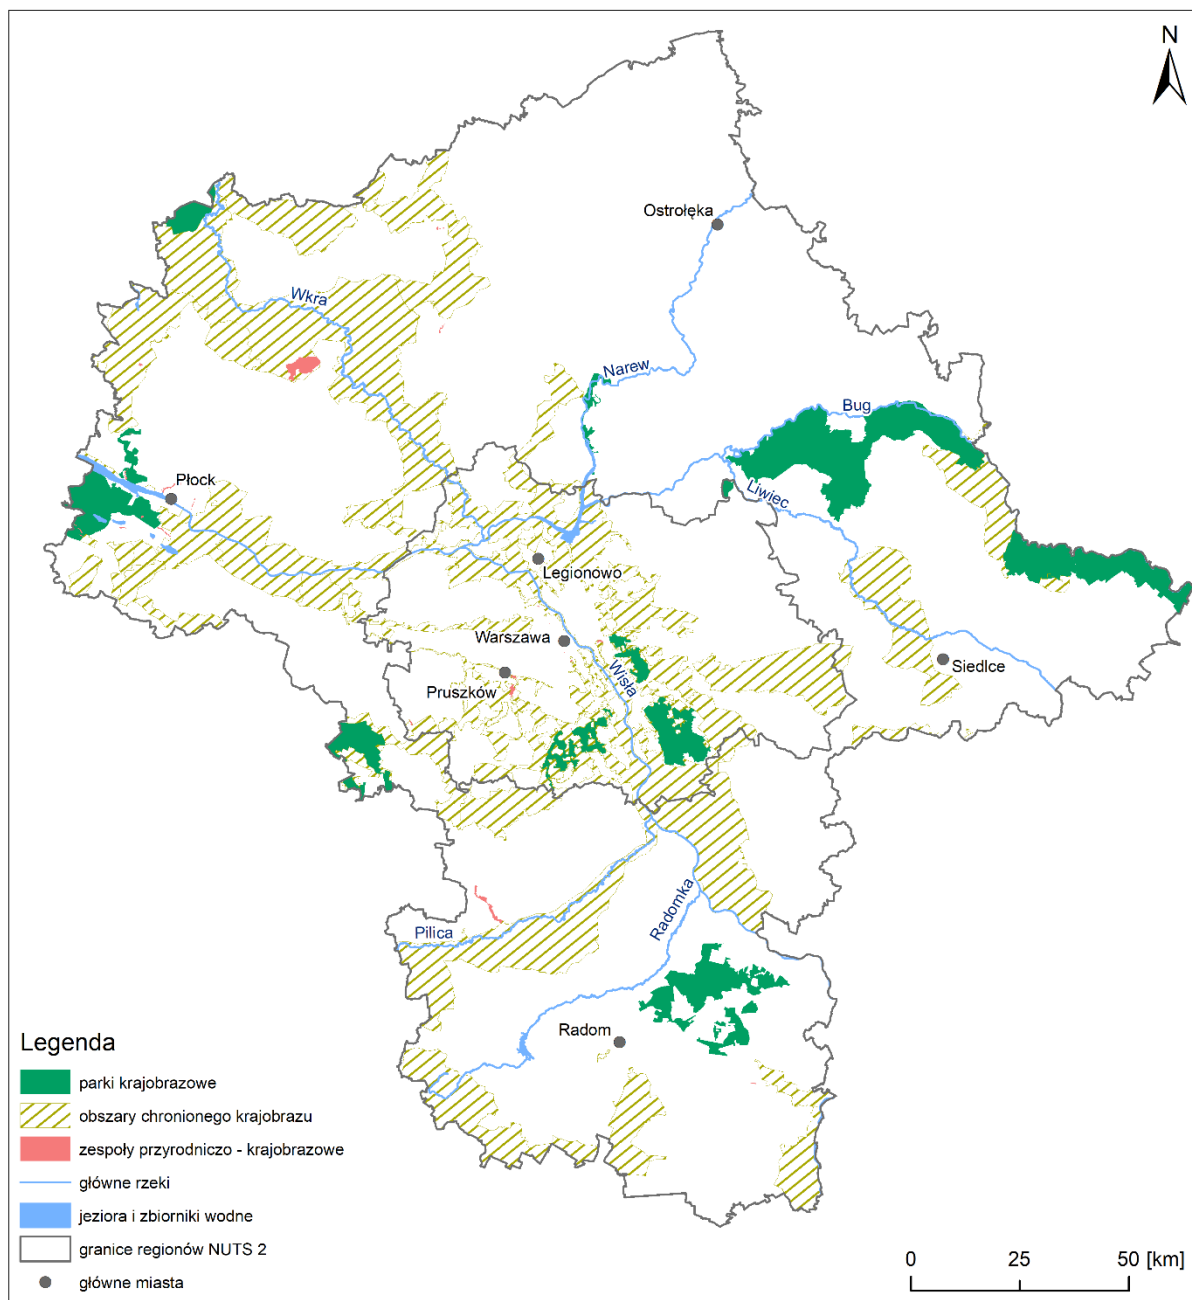 N
Ostrołęka
Wkra
Narew
Bug
Płock
Liwiec
Legionowo
Warszawa
Wisła
Siedlce
Pruszków
Radomka
Pilica
Radom
Legenda
parki krajobrazowe
obszary chronionego krajobrazu
zespoły przyrodniczo - krajobrazowe
główne rzeki
jeziora i zbiorniki wodne
granice regionów NUTS 2
główne miasta
0 25 50 [km]